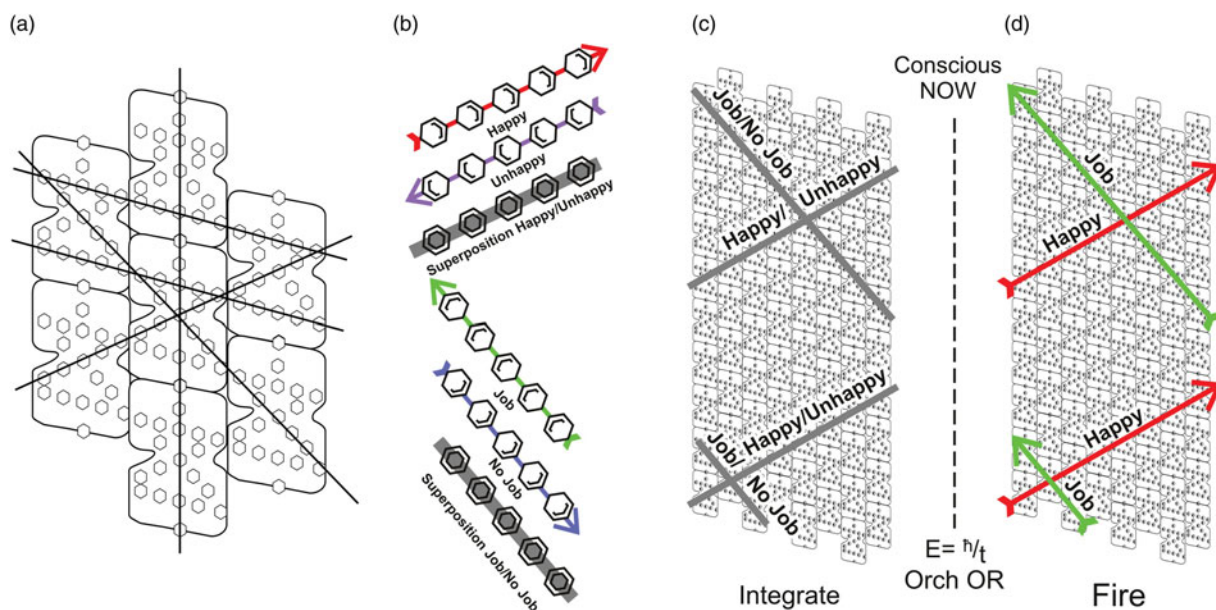 (a)
(b)
Happy
Unhappy
Superposition Happy/Unhappy
Job
No Job
Superposition Job/No Job
(c)
Job/No Job
Happy/ Unhappy
Job/ No Job
Happy/Unhappy
Integrate
Conscious
NOW
E= ħ/t
Orch OR
(d)
Job
Happy
Happy
Job
Fire